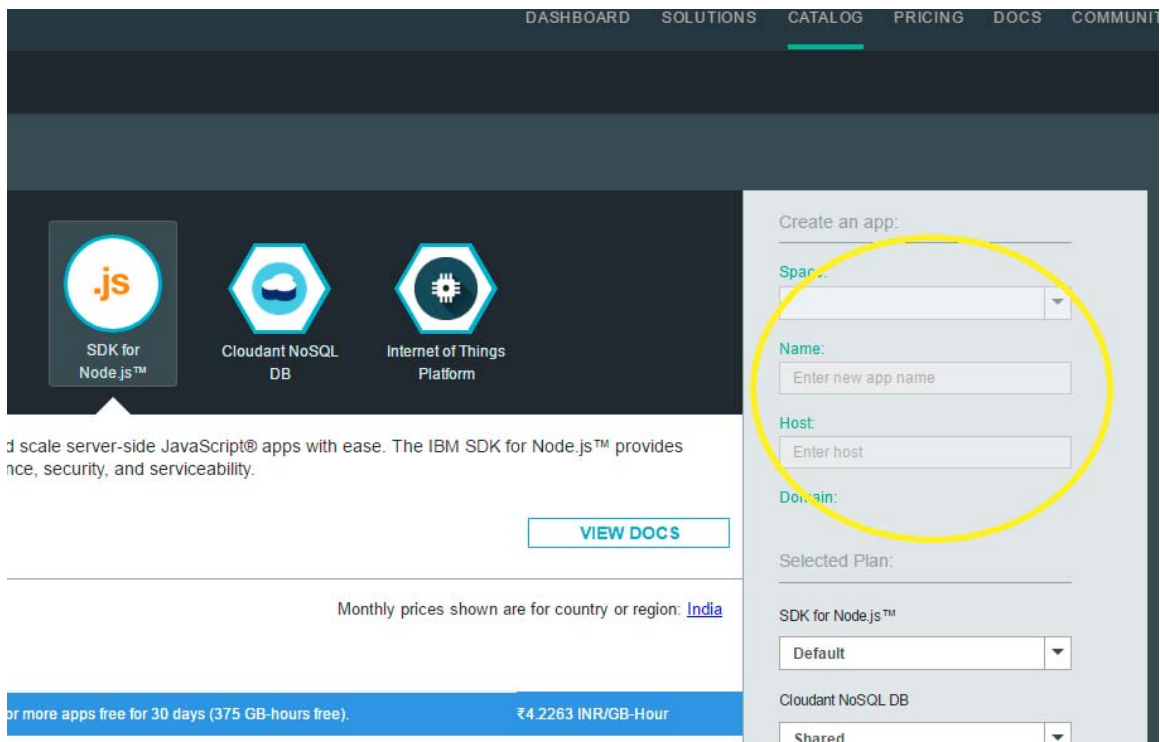 DASHBOARD SOLUTIONS CATALOG PRICING DOCS COMMUNIT
.js
SDK for
Node.js™
Cloudant NoSQL
DB
Internet of Things
Platform
d scale server-side JavaScript® apps with ease. The IBM SDK for Node.js™ provides
nce, security, and serviceability.
VIEW DOCS
Monthly prices shown are for country or region: India
or more apps free for 30 days (375 GB-hours free). ₹4.2263 INR/GB-Hour
Create an app:
Space:
Name:
Enter new app name
Host:
Enter host
Domain:
Selected Plan:
SDK for Node.js™
Default
Cloudant NoSQL DB
Shared